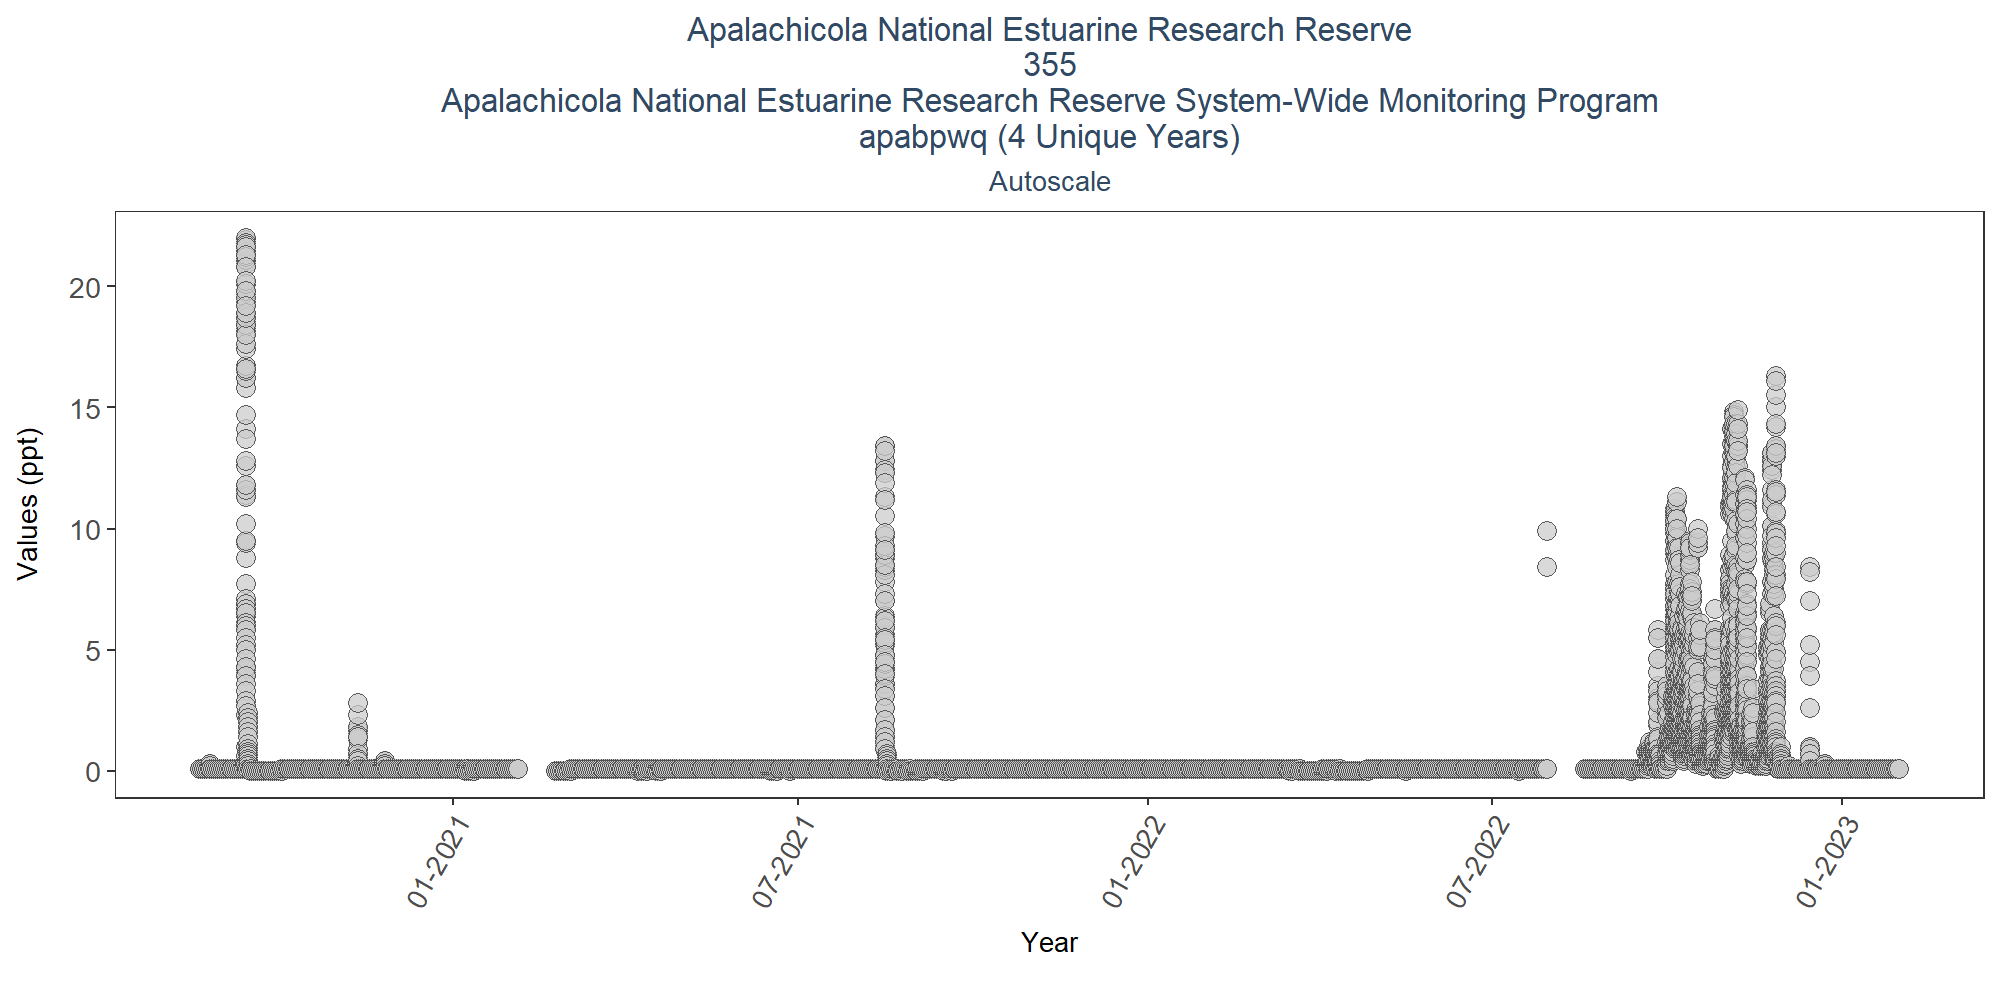 Apalachicola National Estuarine Research Reserve
355
Apalachicola National Estuarine Research Reserve System-Wide Monitoring Program
apabpwq (4 Unique Years)
Autoscale
Values (ppt)
20
15
10
5
0
01-2021
07-2021
01-2022
07-2022
01-2023
Year